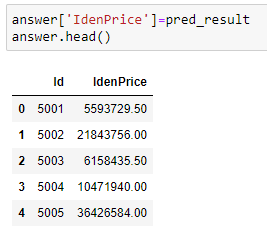 answer['IdenPrice']=pred_result
answer.head()
Id IdenPrice
0 5001 5593729.50
1 5002 21843756.00
2 5003 6158435.50
3 5004 10471940.00
4 5005 36426584.00